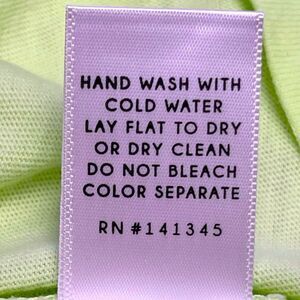 HAND WASH WITH
COLD WATER
LAY FLAT TO DRY
OR DRY CLEAN
DO NOT BLEACH
COLOR SEPARATE
RN #141345